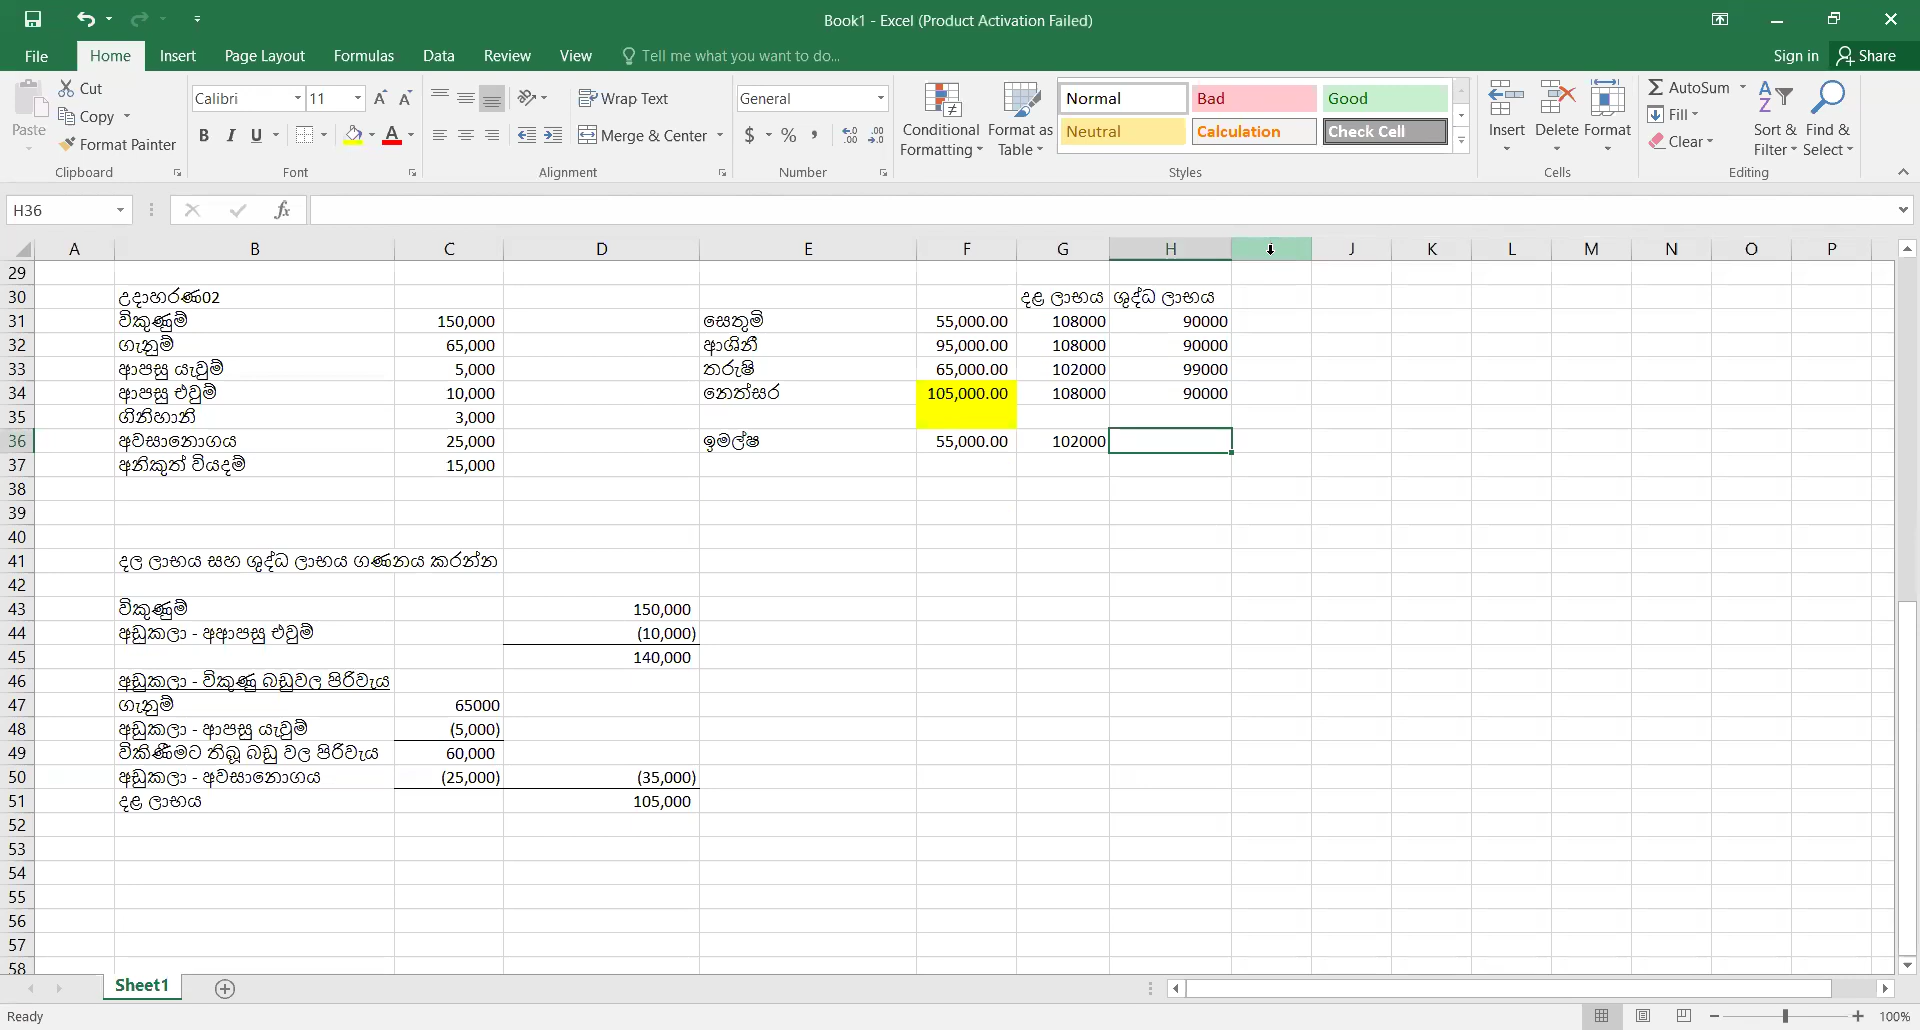 Book1 - Excel (Product Activation Failed)
File Home Insert Page Layout Formulas Data Review View Tell me what you want to do... Sign in Share
Paste Cut Copy Format Painter Clipboard
Calibri 11 A A B I U A Font
Wrap Text Merge & Center Alignment
General $ % , Number
Conditional Formatting Format as Table Normal Bad Good Neutral Calculation Check Cell Styles
Insert Delete Format Cells
AutoSum Fill Clear Sort & Filter Find & Select Editing
H36 fx
A B C D E F G H I J K L M N O P
29
30 උදාහරණ02 දළ ලාභය ශුද්ධ ලාභය
31 විකුණුම් 150,000 සෙතුමි 55,000.00 108000 90000
32 ගැනුම් 65,000 ආශිනී 95,000.00 108000 90000
33 ආපසු යැවුම් 5,000 තරුෂි 65,000.00 102000 99000
34 ආපසු එවුම් 10,000 නෙත්සර 105,000.00 108000 90000
35 ගිනිහානි 3,000
36 අවසානොගය 25,000 ඉමල්ෂ 55,000.00 102000
37 අනිකුත් වියදම් 15,000
38
39
40
41 දල ලාභය සහ ශුද්ධ ලාභය ගණනය කරන්න
42
43 විකුණුම් 150,000
44 අඩුකලා - අආපසු එවුම් (10,000)
45 140,000
46 අඩුකලා - විකුණු බඩුවල පිරිවැය
47 ගැනුම් 65000
48 අඩුකලා - ආපසු යැවුම් (5,000)
49 විකිණීමට තිබූ බඩු වල පිරිවැය 60,000
50 අඩුකලා - අවසානොගය (25,000) (35,000)
51 දළ ලාභය 105,000
52
53
54
55
56
57
58
Sheet1
Ready 100%